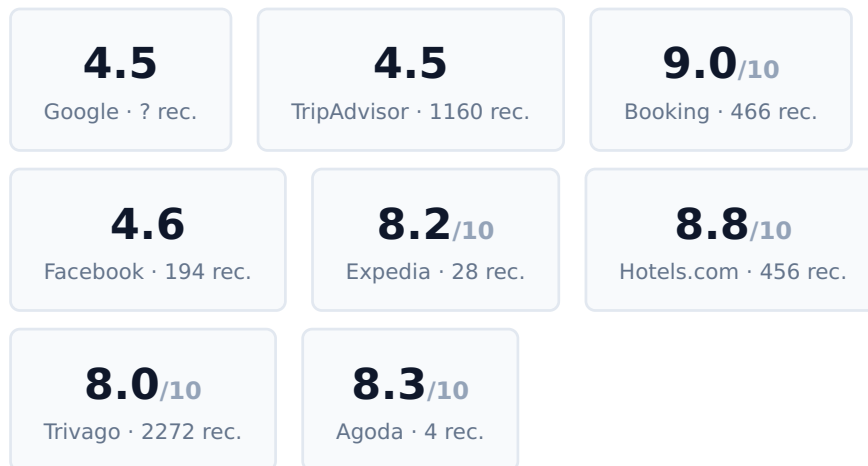 4.5
Google · ? rec.
4.5
TripAdvisor · 1160 rec.
9.0/10
Booking · 466 rec.
4.6
Facebook · 194 rec.
8.2/10
Expedia · 28 rec.
8.8/10
Hotels.com · 456 rec.
8.0/10
Trivago · 2272 rec.
8.3/10
Agoda · 4 rec.